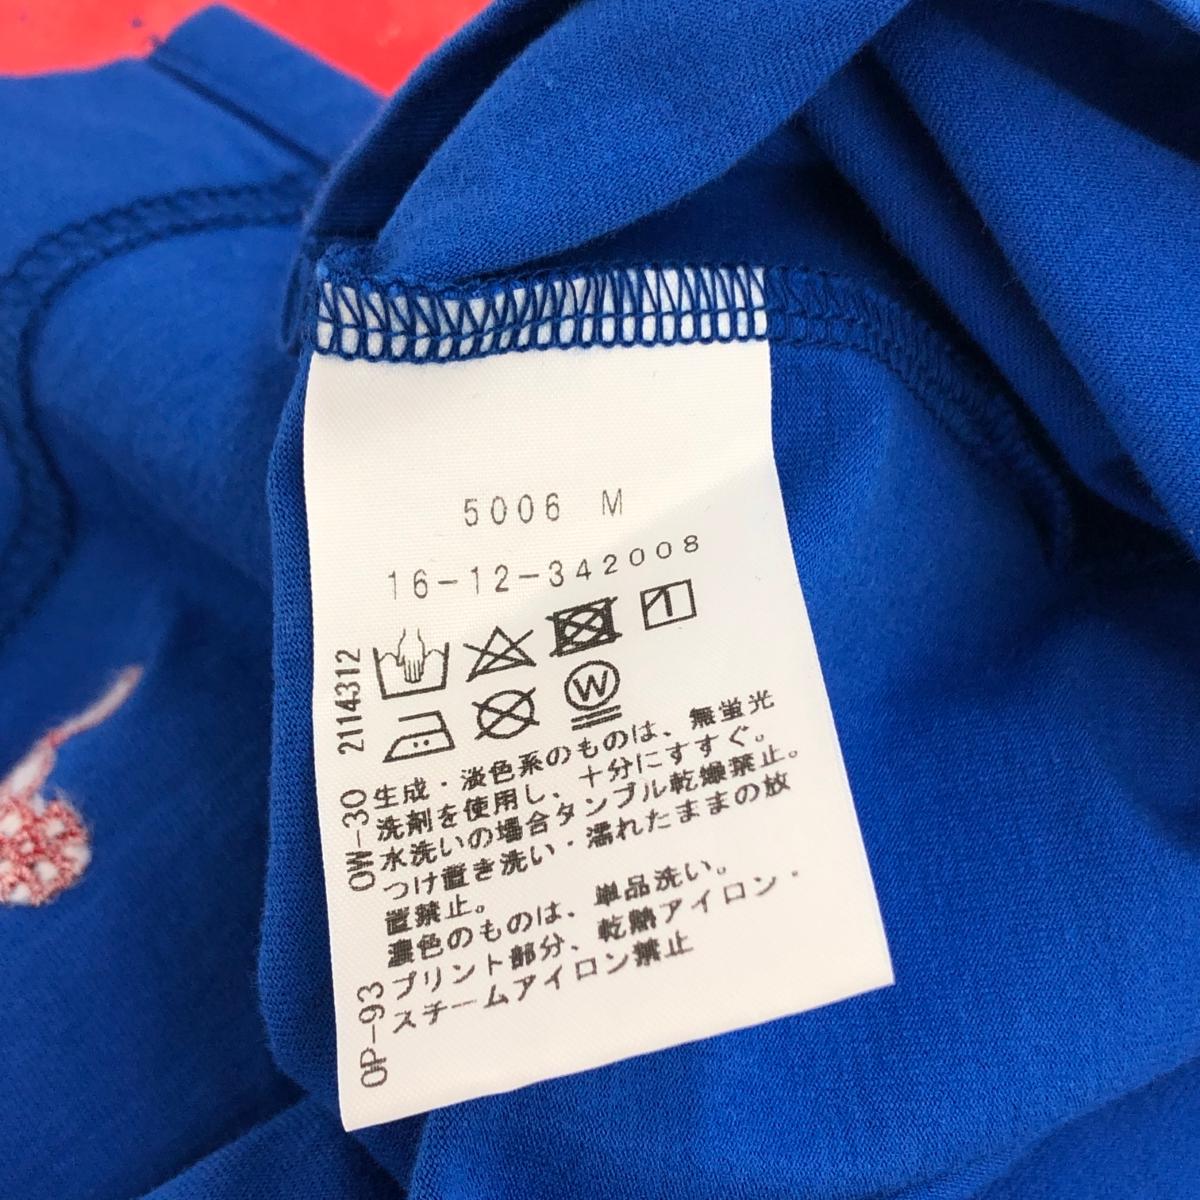 5006 M
16-12-342008
生成・淡色系のものは、無蛍光
洗剤を使用し、十分にすすぐ。
水洗いの場合タンブル乾燥禁止。
つけ置き洗い・濡れたままの放
置禁止。
濃色のものは、単品洗い。
プリント部分、乾熱アイロン・
スチームアイロン禁止
2114312
OW-30
OP-93
W